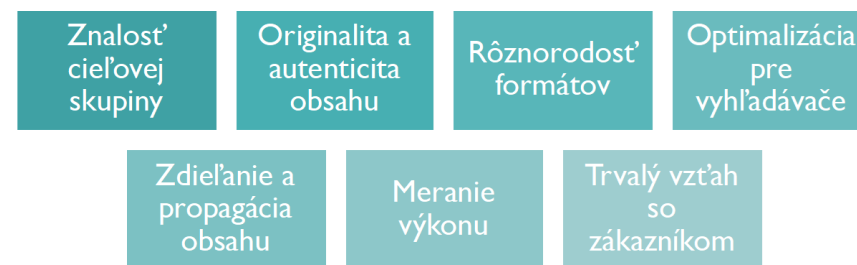 Znalosť
cieľovej
skupiny
Originalita a
autenticita
obsahu
Rôznorodosť
formátov
Optimalizácia
pre
vyhľadávače
Zdieľanie a
propagácia
obsahu
Meranie
výkonu
Trvalý vzťah
so
zákazníkom